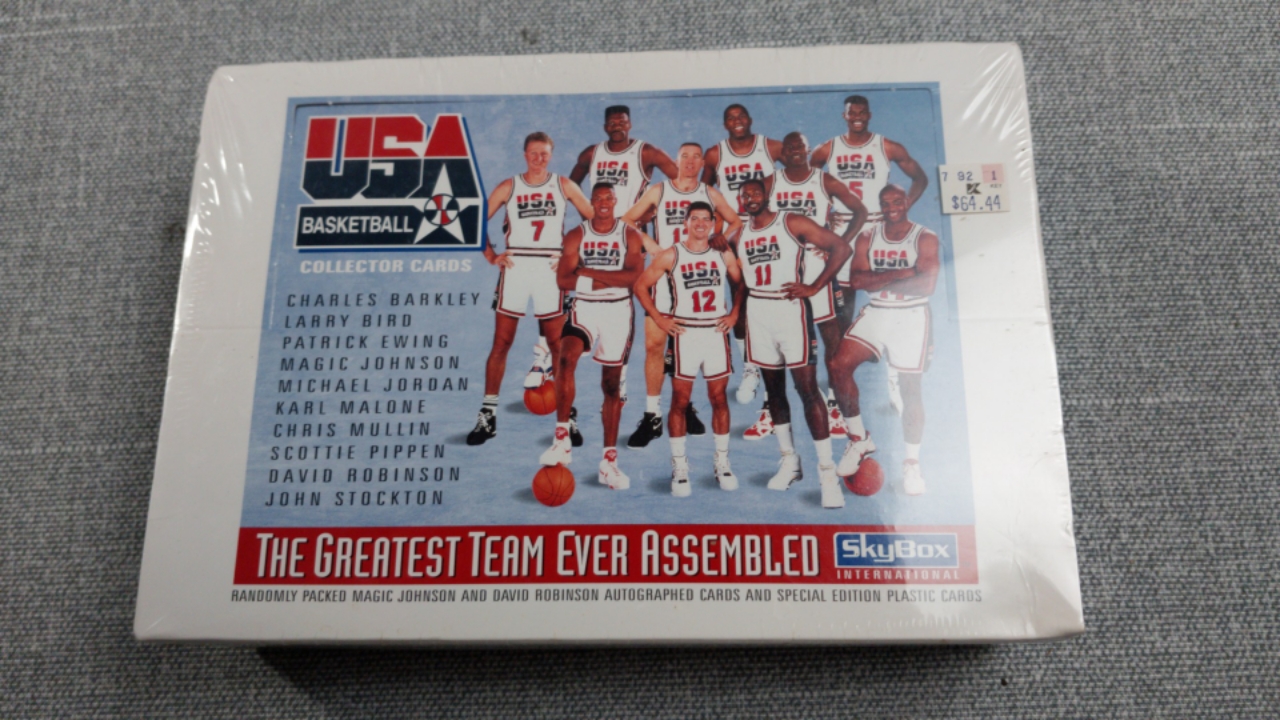 USA
BASKETBALL
COLLECTOR CARDS
CHARLES BARKLEY
LARRY BIRD
PATRICK EWING
MAGIC JOHNSON
MICHAEL JORDAN
KARL MALONE
CHRIS MULLIN
SCOTTIE PIPPEN
DAVID ROBINSON
JOHN STOCKTON
USA
USA
USA
USA
5
USA
7
USA
USA
USA
12
USA
11
USA
7 92 1
K
$64.44
THE GREATEST TEAM EVER ASSEMBLED
SkyBox
INTERNATIONAL
RANDOMLY PACKED MAGIC JOHNSON AND DAVID ROBINSON AUTOGRAPHED CARDS AND SPECIAL EDITION PLASTIC CARDS